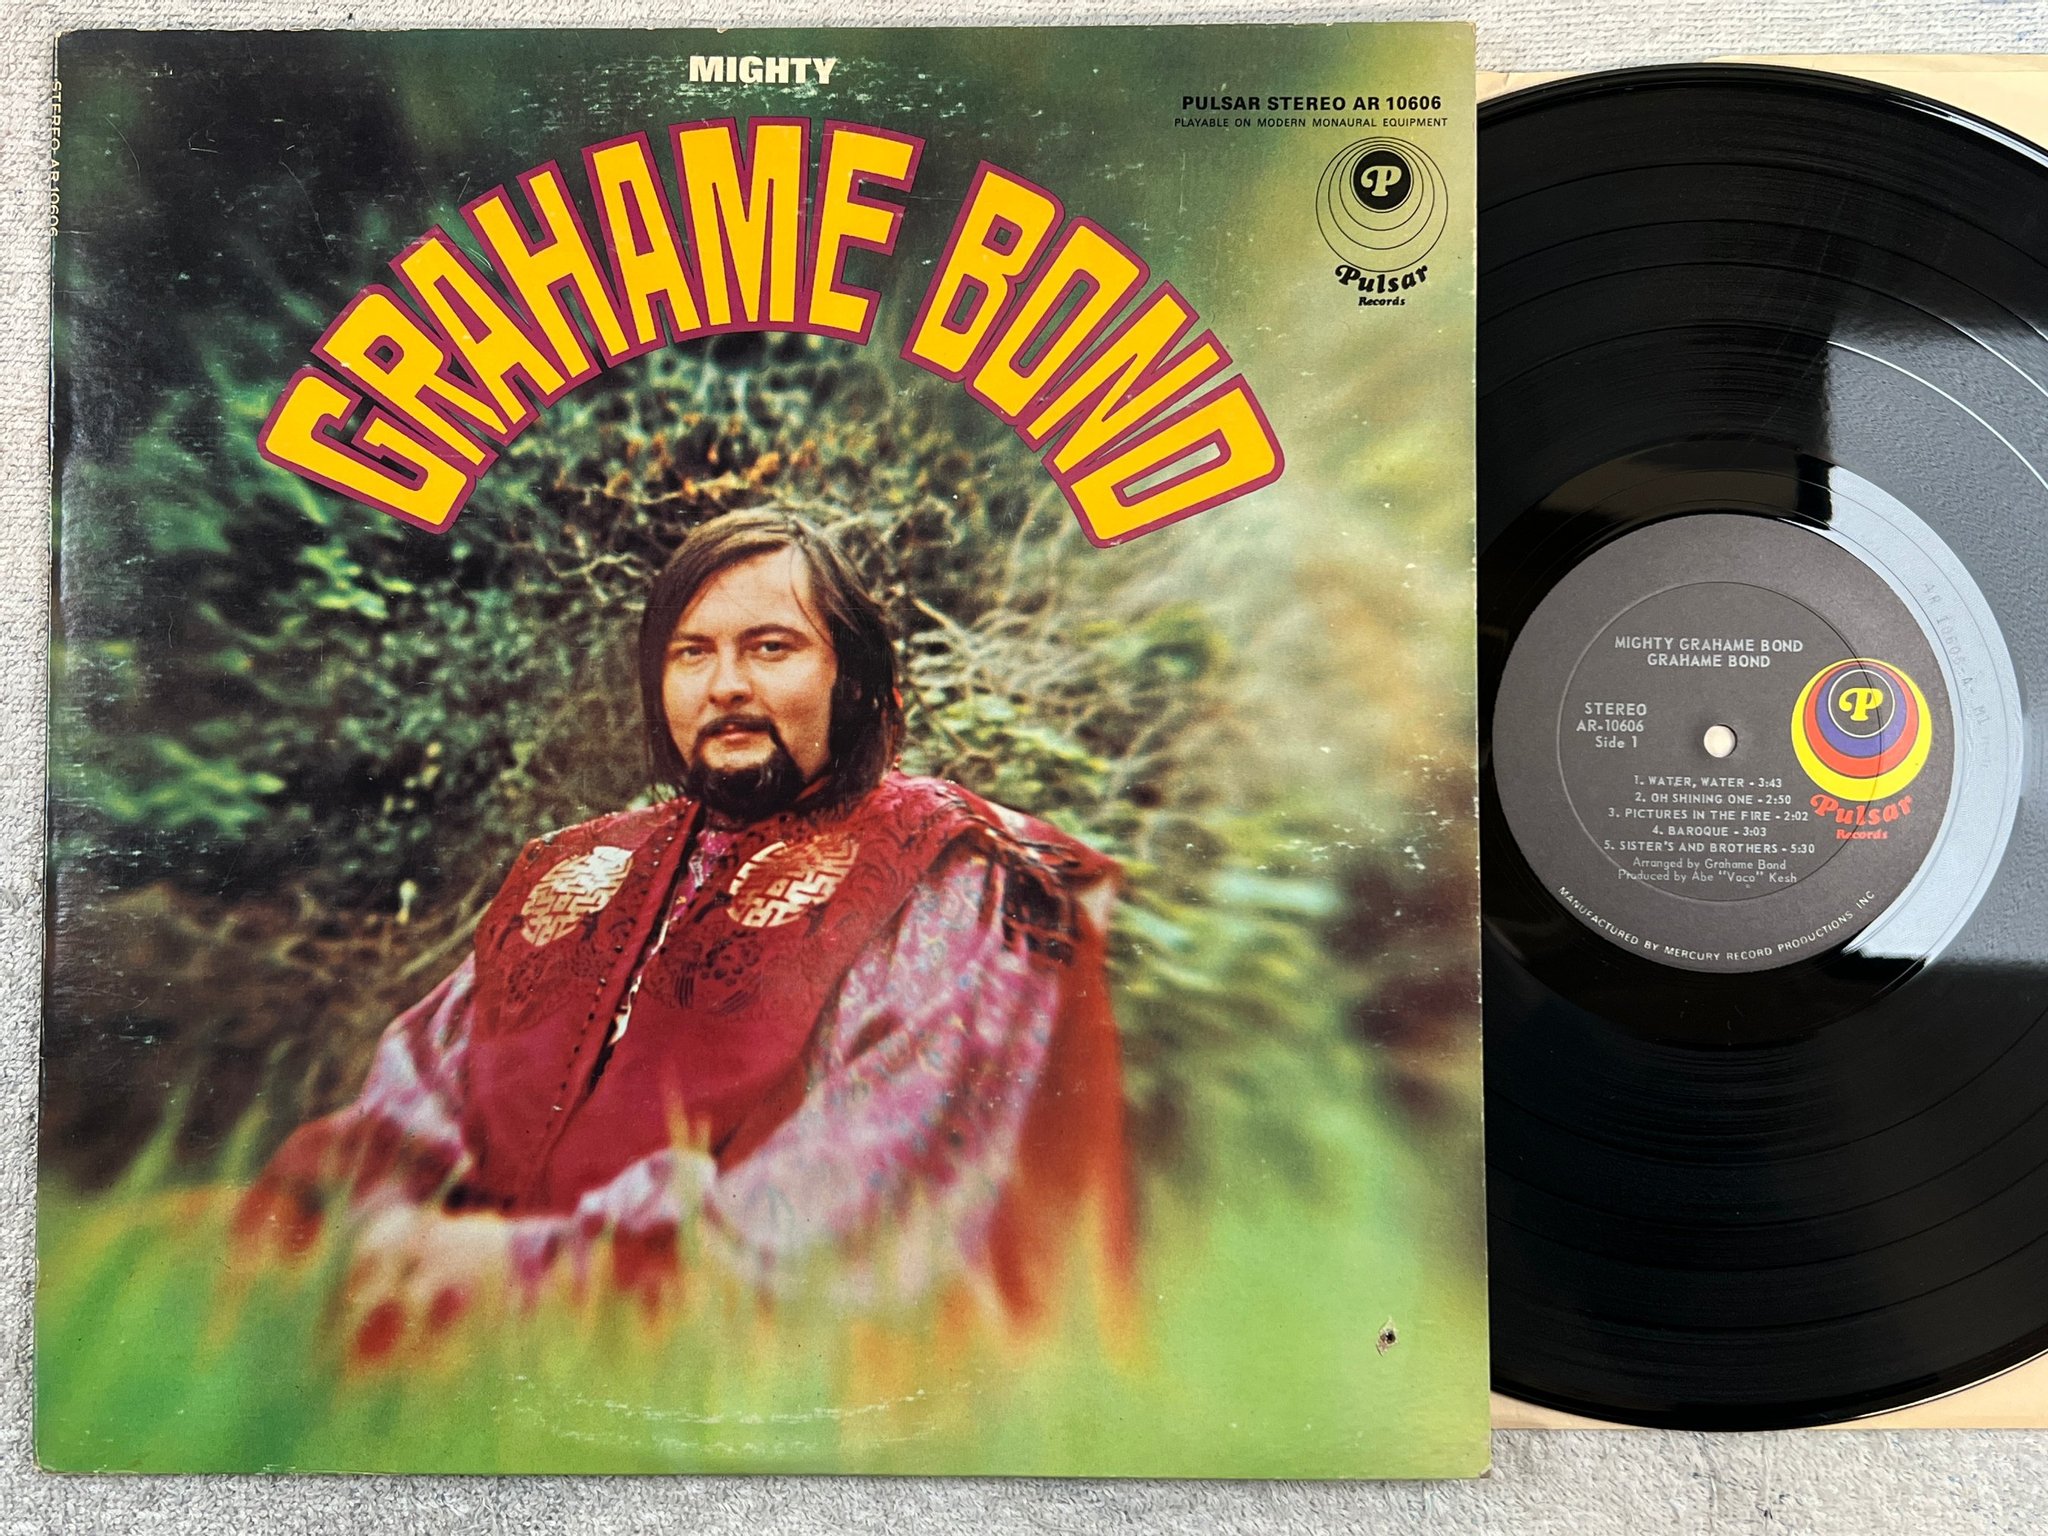 MIGHTY
GRAHAME BOND
PULSAR STEREO AR 10606
PLAYABLE ON MODERN MONAURAL EQUIPMENT
P
Pulsar
Records
STEREO AR 10606
MIGHTY GRAHAME BOND
GRAHAME BOND
STEREO
AR-10606
Side 1
P
Pulsar
Records
1. WATER, WATER - 3:43
2. OH SHINING ONE - 2:50
3. PICTURES IN THE FIRE - 2:02
4. BAROQUE - 3:03
5. SISTER'S AND BROTHERS - 5:30
Arranged by Grahame Bond
Produced by Abe "Voco" Kesh
MANUFACTURED BY MERCURY RECORD PRODUCTIONS INC